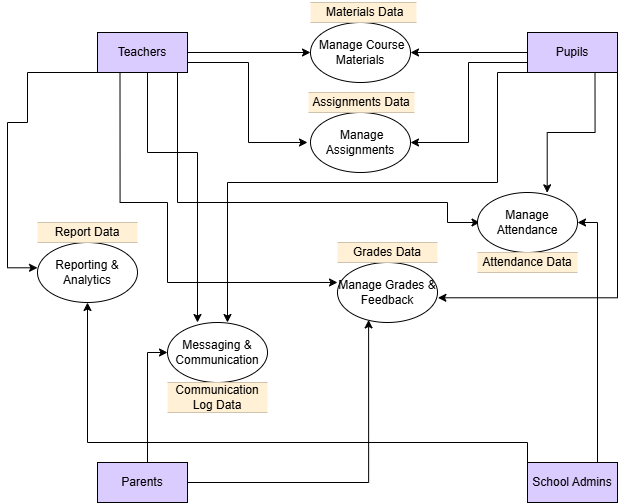 Materials Data
Teachers
Manage Course
Materials
Pupils
Assignments Data
Manage
Assignments
Manage
Attendance
Attendance Data
Report Data
Reporting &
Analytics
Grades Data
Manage Grades &
Feedback
Messaging &
Communication
Communication
Log Data
Parents
School Admins